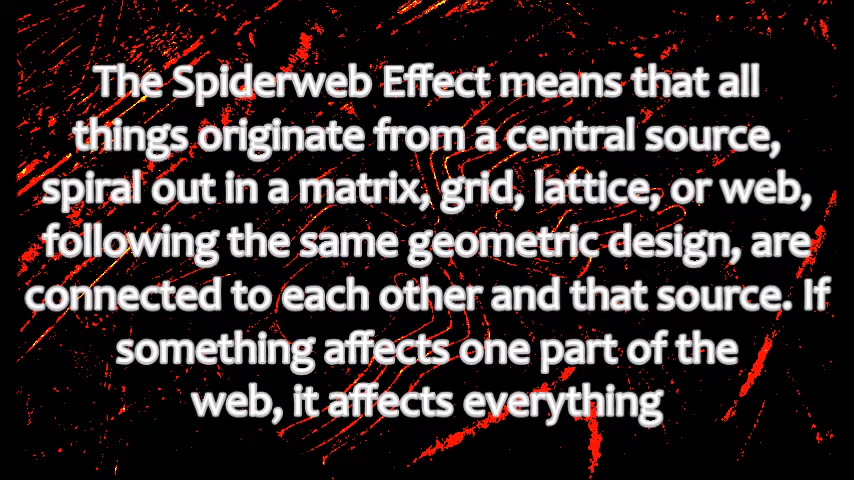 The Spiderweb Effect means that all
things originate from a central source,
spiral out in a matrix, grid, lattice, or web,
following the same geometric design, are
connected to each other and that source. If
something affects one part of the
web, it affects everything